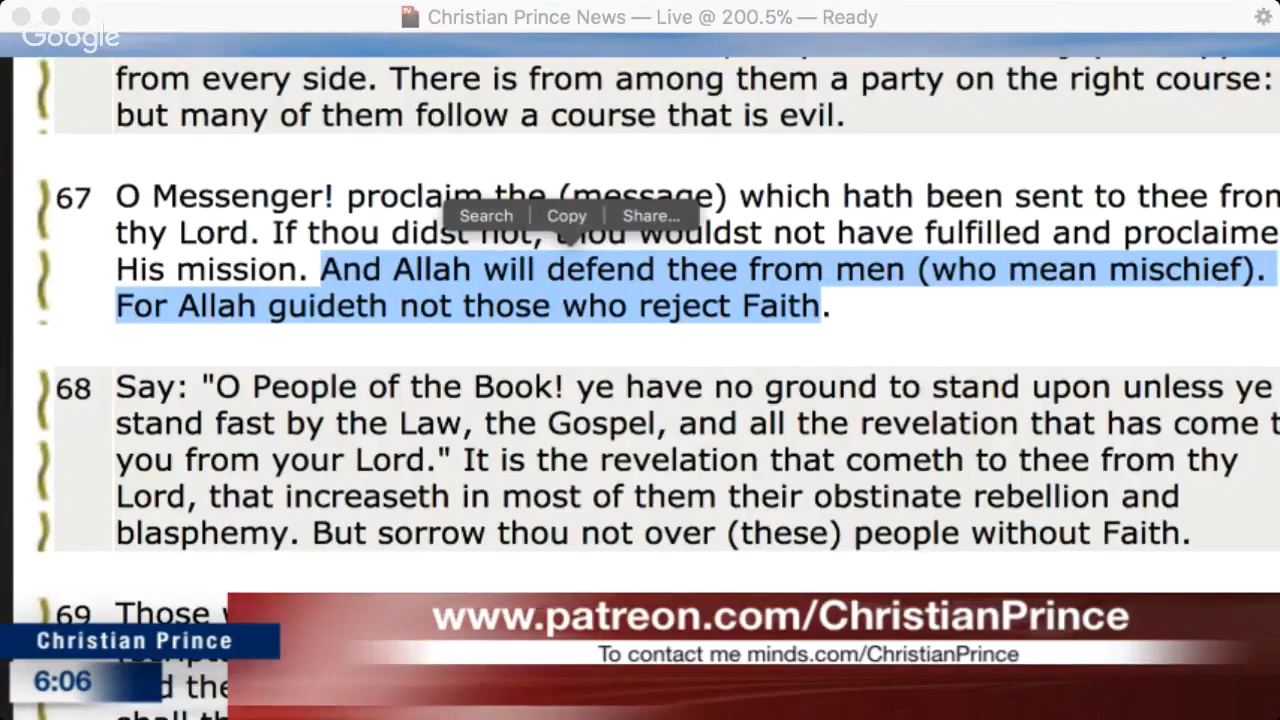 Christian Prince News — Live @ 200.5% — Ready
Google
from every side. There is from among them a party on the right course:
but many of them follow a course that is evil.
67 O Messenger! proclaim the (message) which hath been sent to thee from
Search Copy Share...
thy Lord. If thou didst not, thou wouldst not have fulfilled and proclaime
His mission. And Allah will defend thee from men (who mean mischief).
For Allah guideth not those who reject Faith.
68 Say: "O People of the Book! ye have no ground to stand upon unless ye
stand fast by the Law, the Gospel, and all the revelation that has come t
you from your Lord." It is the revelation that cometh to thee from thy
Lord, that increaseth in most of them their obstinate rebellion and
blasphemy. But sorrow thou not over (these) people without Faith.
69 Those
www.patreon.com/ChristianPrince
Christian Prince
To contact me minds.com/ChristianPrince
6:06
the